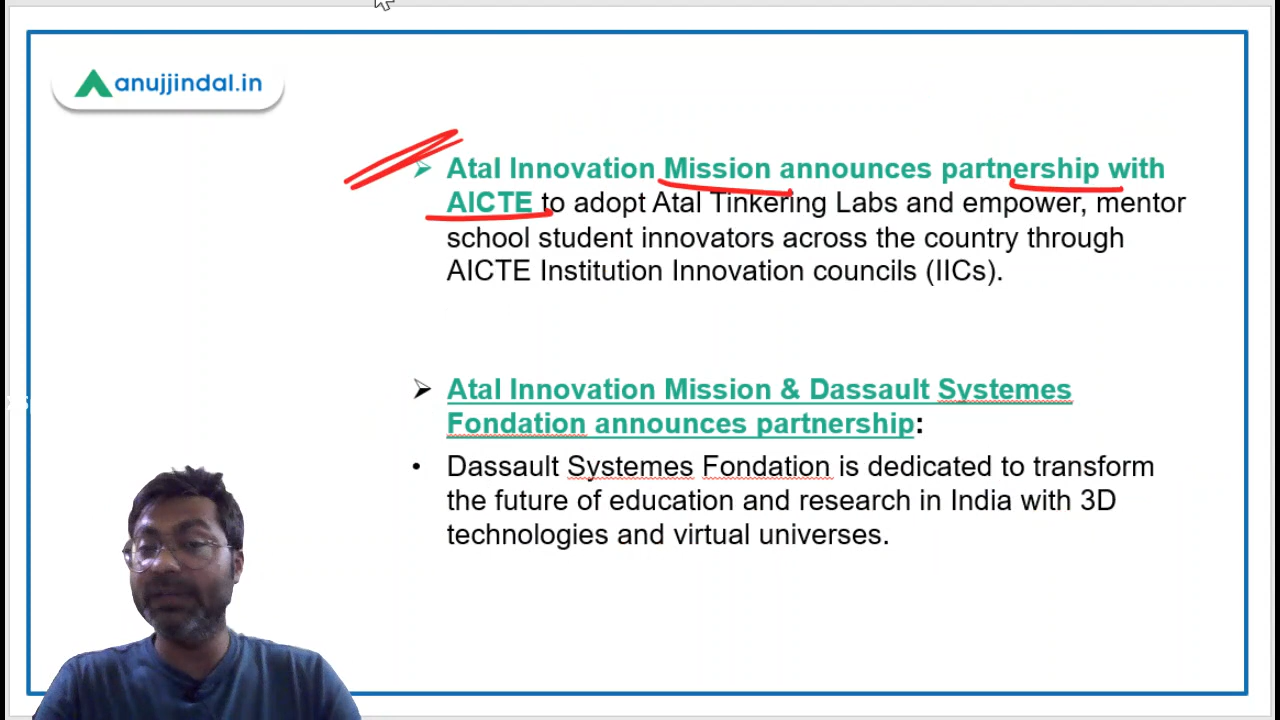 anujjindal.in
Atal Innovation Mission announces partnership with
AICTE to adopt Atal Tinkering Labs and empower, mentor
school student innovators across the country through
AICTE Institution Innovation councils (IICs).
Atal Innovation Mission & Dassault Systemes
Fondation announces partnership:
• Dassault Systemes Fondation is dedicated to transform
the future of education and research in India with 3D
technologies and virtual universes.